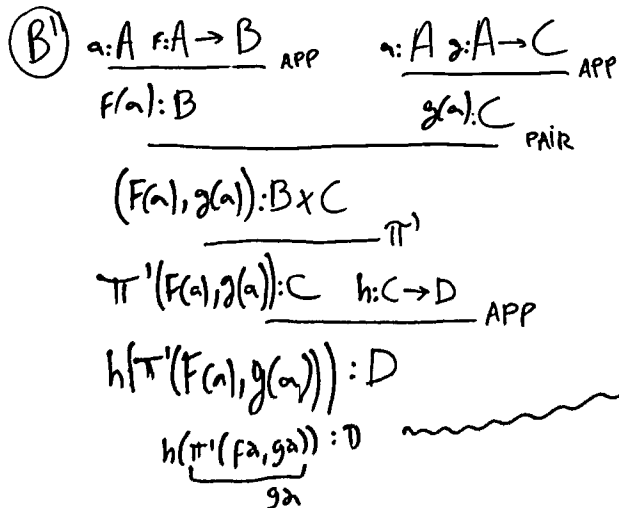 B'' a:A F:A→B APP a:A g:A→C APP
F(a):B g(a):C PAIR
(F(a),g(a)):B×C
π'
π'(F(a),g(a)):C h:C→D APP
h(π'(F(a),g(a))):D
h(π'(fa,ga)):D
ga